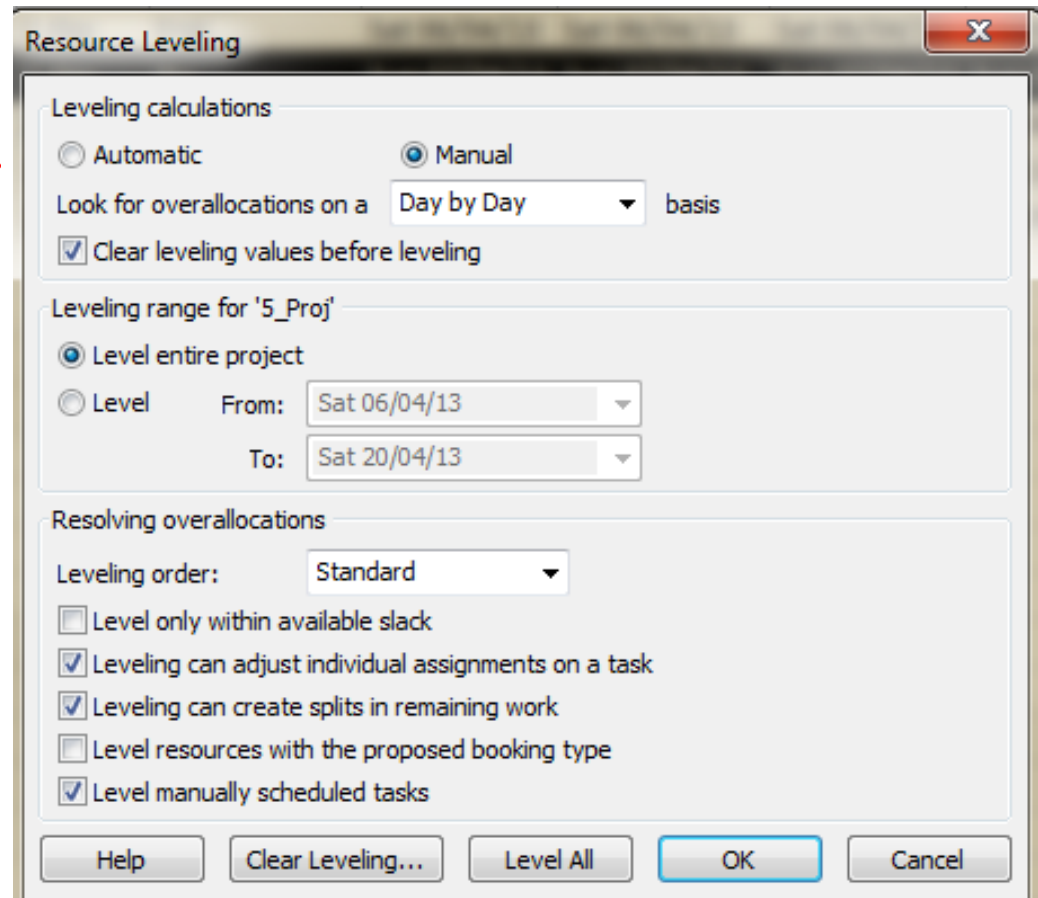 Resource Leveling
Leveling calculations
Automatic Manual
Look for overallocations on a Day by Day basis
Clear leveling values before leveling
Leveling range for '5_Proj'
Level entire project
Level From: Sat 06/04/13
To: Sat 20/04/13
Resolving overallocations
Leveling order: Standard
Level only within available slack
Leveling can adjust individual assignments on a task
Leveling can create splits in remaining work
Level resources with the proposed booking type
Level manually scheduled tasks
Help Clear Leveling... Level All OK Cancel